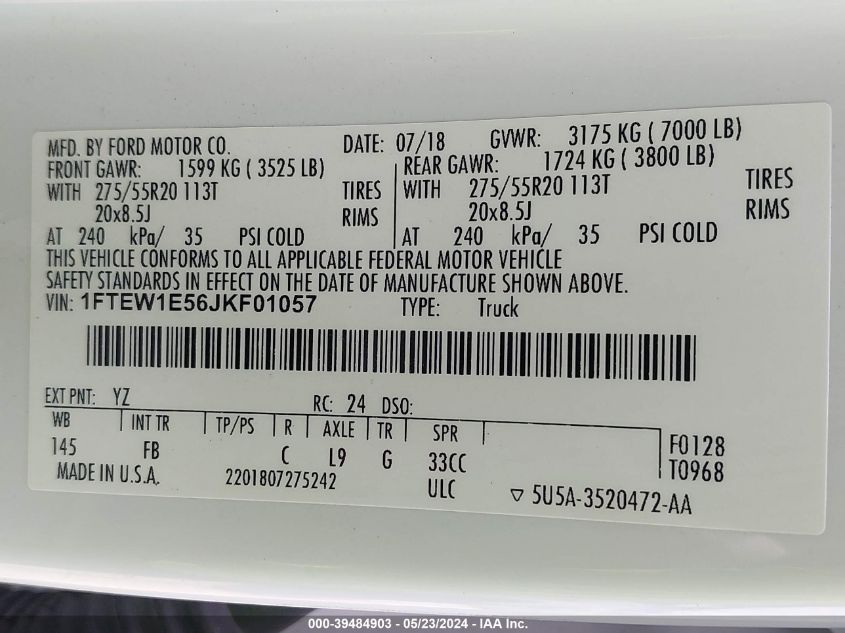 MFD. BY FORD MOTOR CO. DATE: 07/18 GVWR: 3175 KG ( 7000 LB)
FRONT GAWR: 1599 KG ( 3525 LB) REAR GAWR: 1724 KG ( 3800 LB)
WITH 275/55R20 113T TIRES WITH 275/55R20 113T TIRES
20x8.5J RIMS 20x8.5J RIMS
AT 240 kPa/ 35 PSI COLD AT 240 kPa/ 35 PSI COLD
THIS VEHICLE CONFORMS TO ALL APPLICABLE FEDERAL MOTOR VEHICLE
SAFETY STANDARDS IN EFFECT ON THE DATE OF MANUFACTURE SHOWN ABOVE.
VIN: 1FTEW1E56JKF01057 TYPE: Truck
EXT PNT: YZ RC: 24 DSO:
WB INT TR TP/PS R AXLE TR SPR F0128
145 FB C L9 G 33CC T0968
MADE IN U.S.A. 2201807275242 ULC ▽ 5U5A-3520472-AA
000-39484903 - 05/23/2024 - IAA Inc.